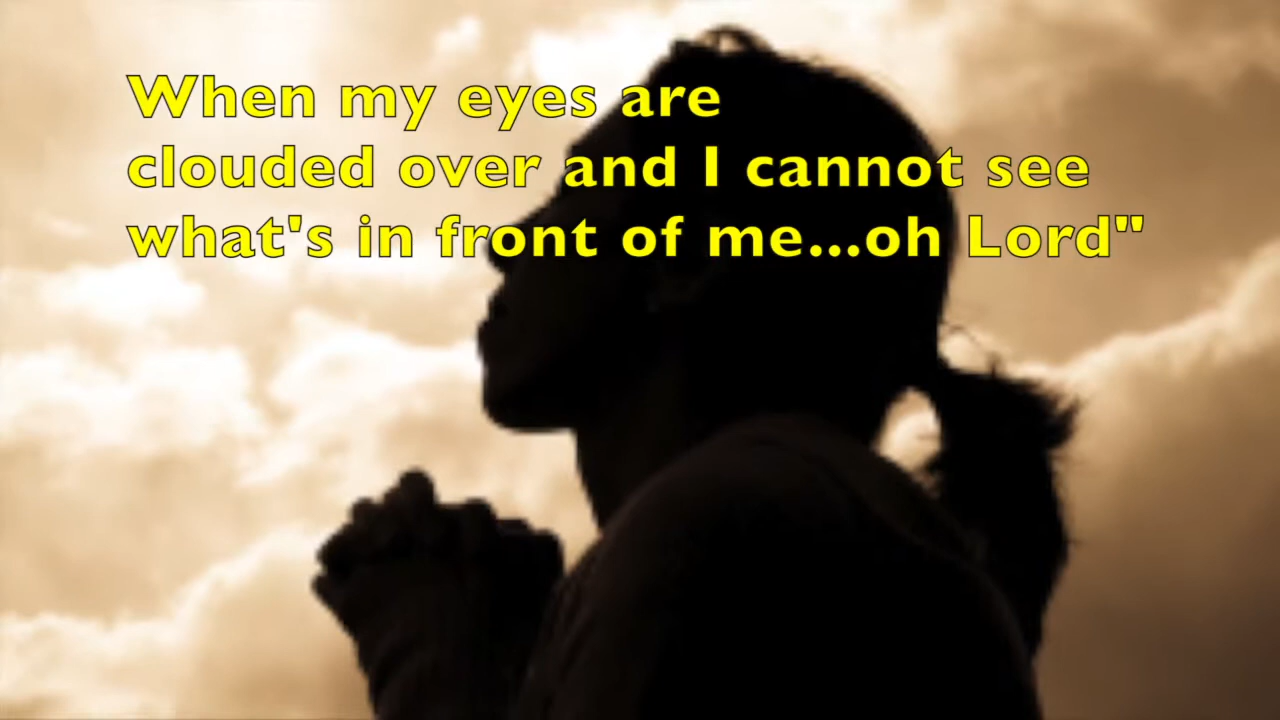 When my eyes are
clouded over and I cannot see
what's in front of me...oh Lord"